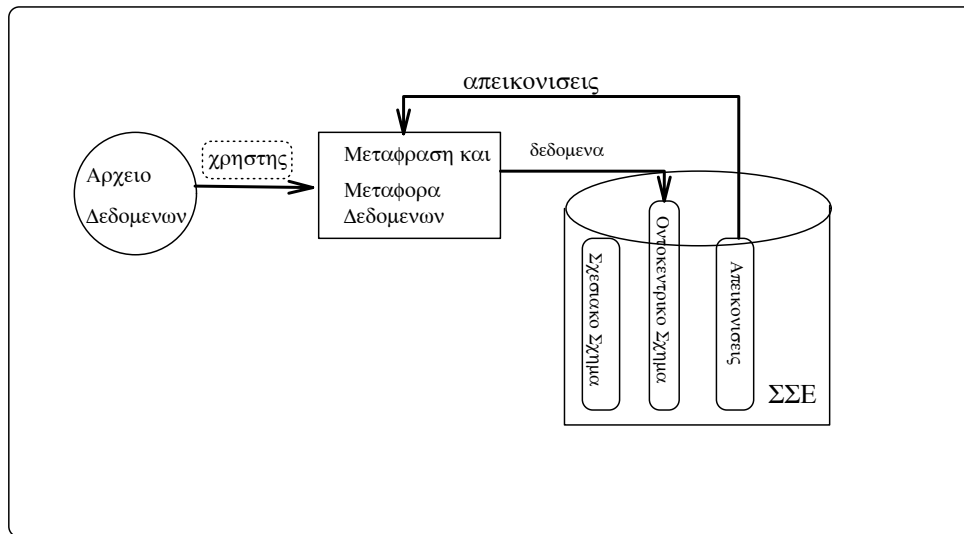 απεικονισεις
χρηστης
Αρχειο
Δεδομενων
Μεταφραση και
Μεταφορα
Δεδομενων
δεδομενα
Σχεσιακο Σχημα
Οντοκεντρικο Σχημα
Απεικονισεις
ΣΣΕ